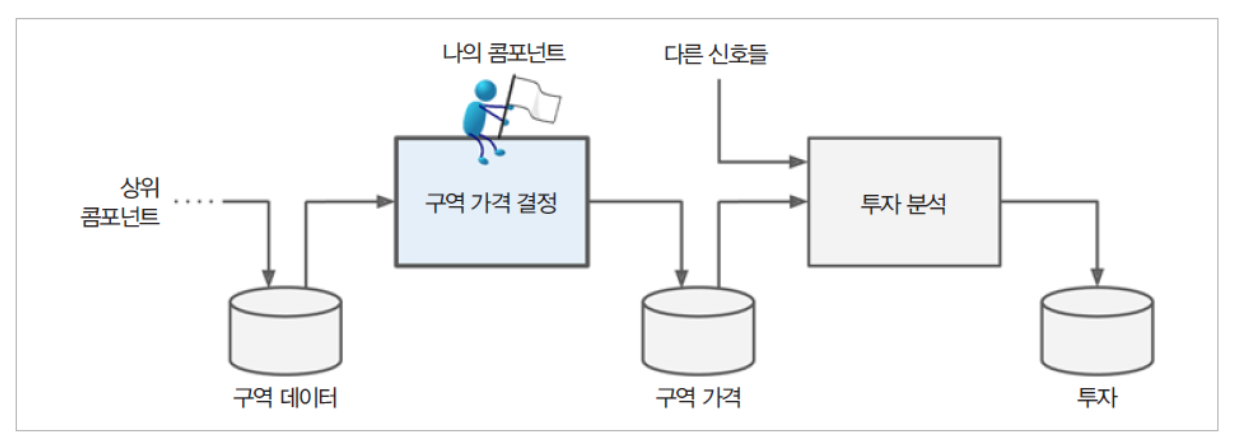 나의 콤포넌트
다른 신호들
상위
콤포넌트
구역 가격 결정
투자 분석
구역 데이터
구역 가격
투자